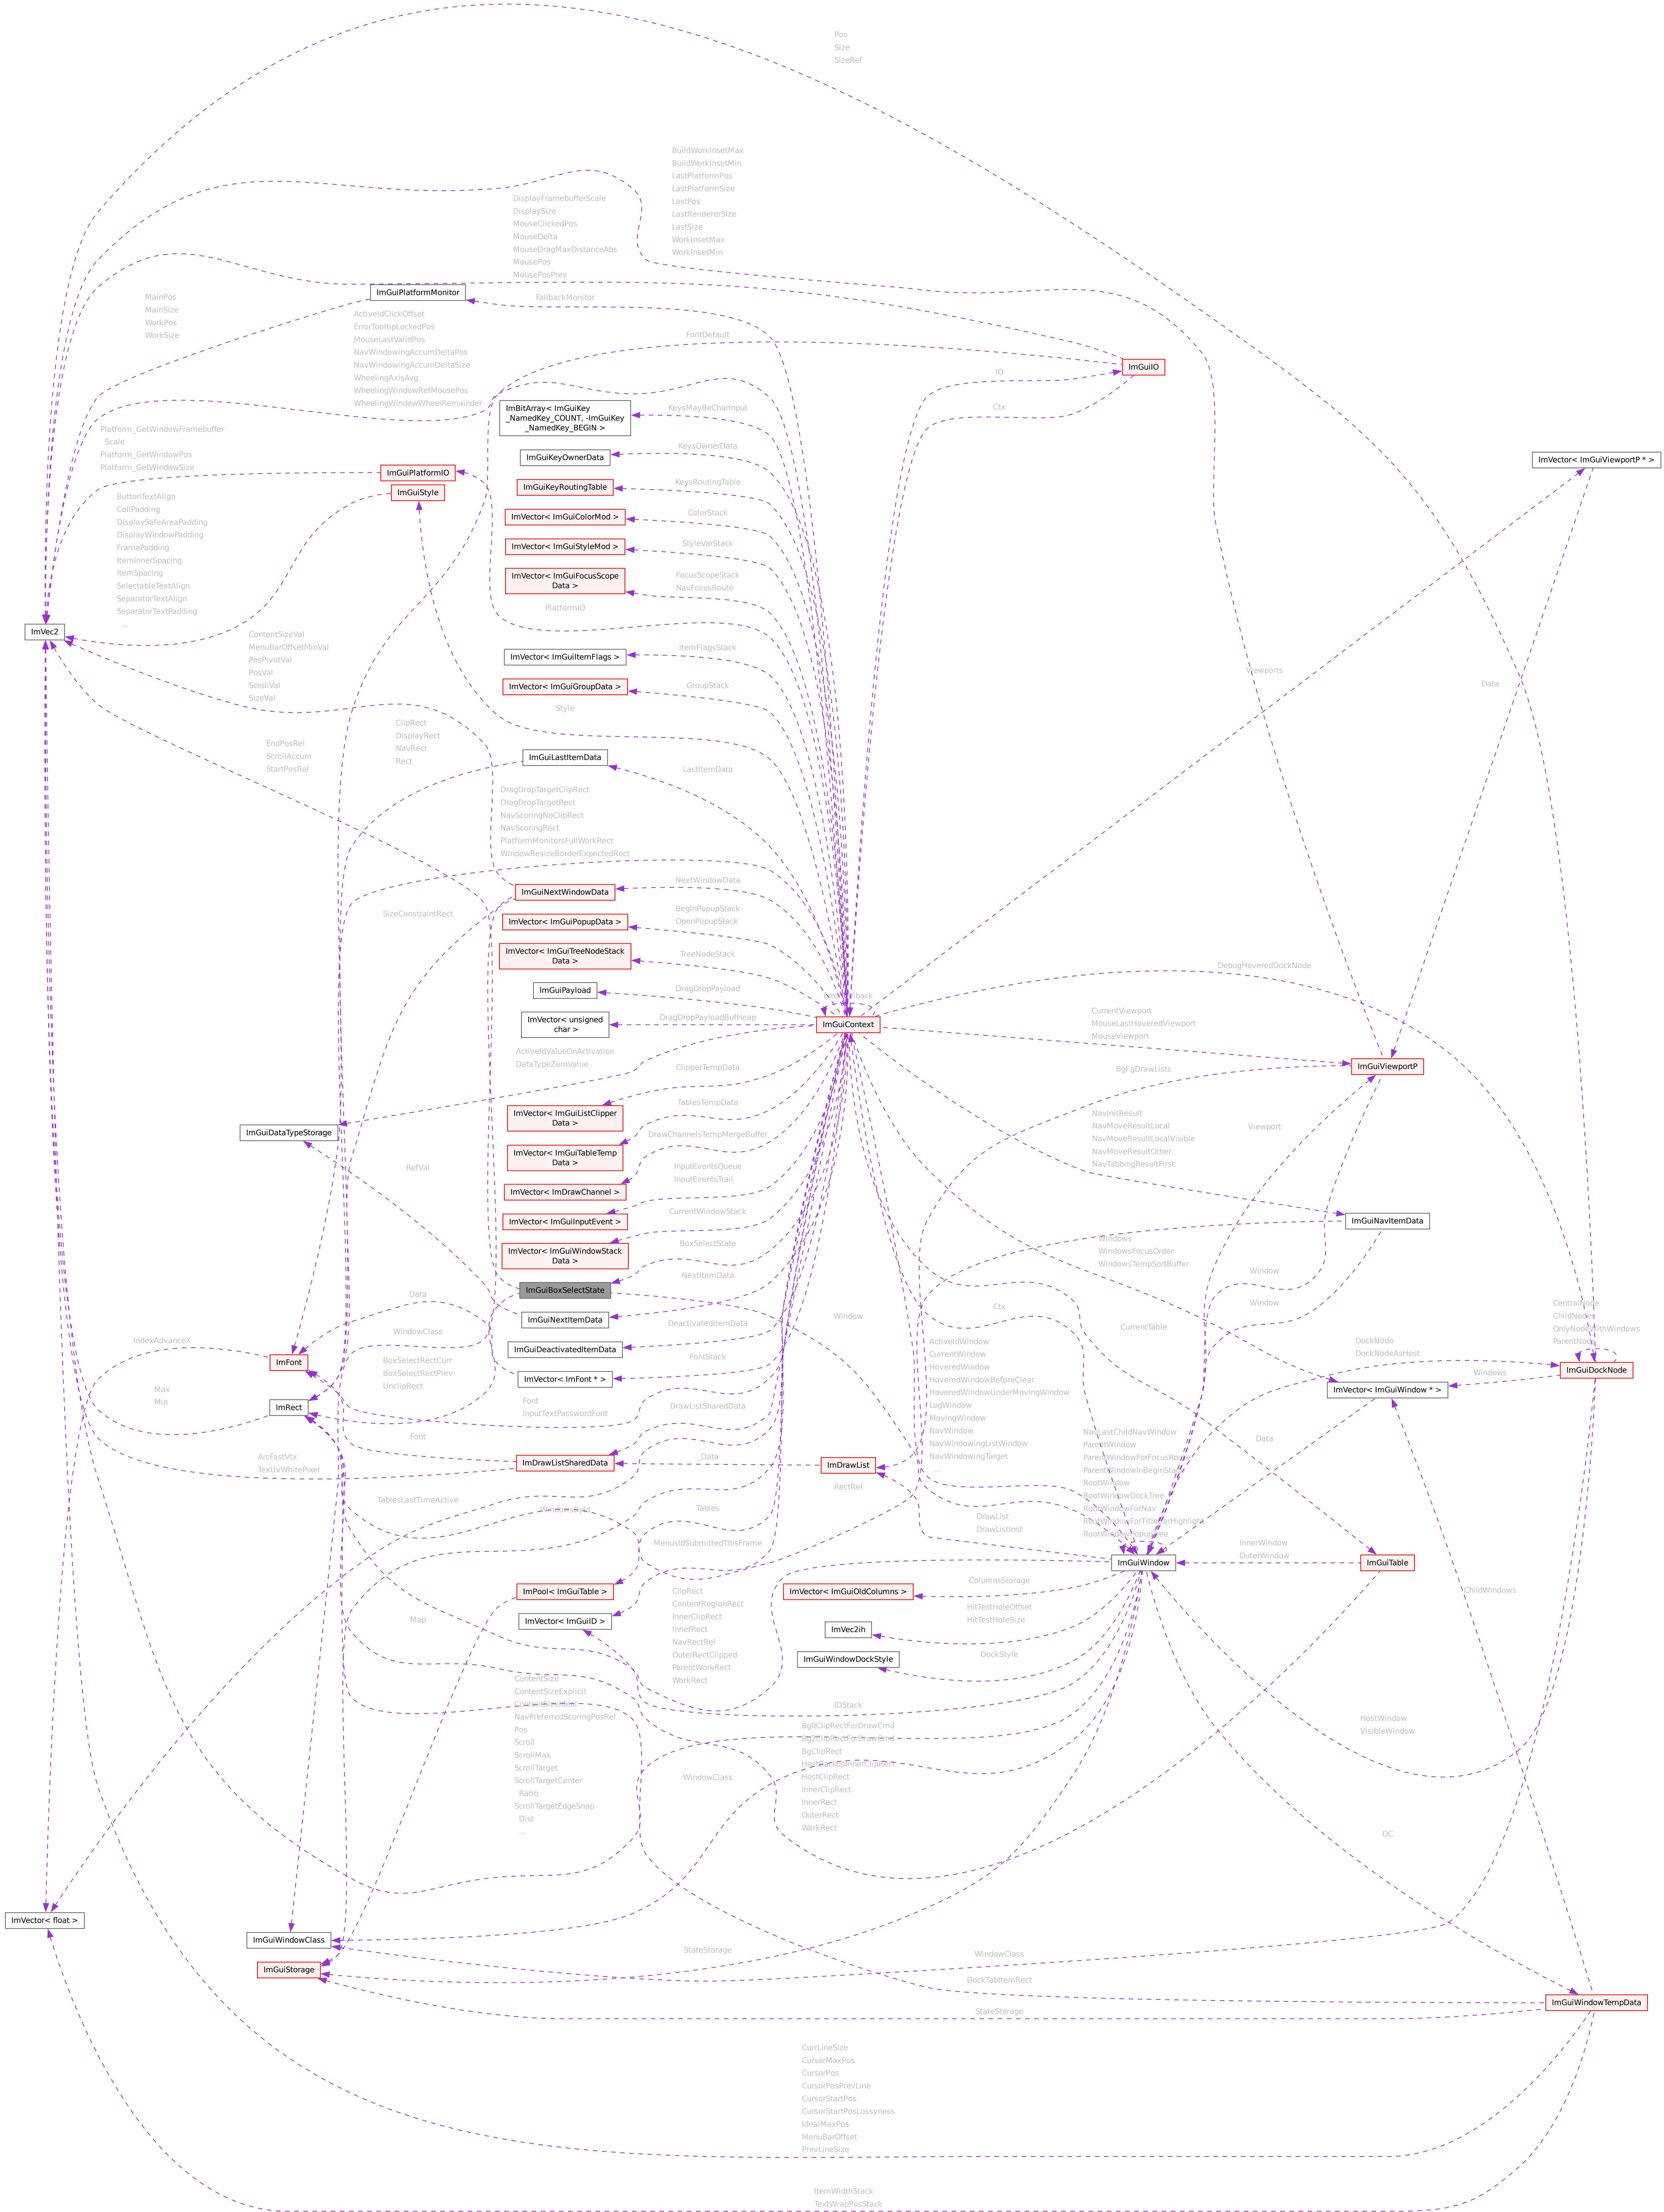 Pos
Size
SizeRef
BuildWorkInsetMax
BuildWorkInsetMin
LastPlatformPos
LastPlatformSize
LastPos
LastRendererSize
LastSize
WorkInsetMax
WorkInsetMin
DisplayFramebufferScale
DisplaySize
MouseClickedPos
MouseDelta
MouseDragMaxDistanceAbs
MousePos
MousePosPrev
ImGuiPlatformMonitor
FallbackMonitor
MainPos
MainSize
WorkPos
WorkSize
ActiveIdClickOffset
ErrorTooltipLockedPos
MouseLastValidPos
NavWindowingAccumDeltaPos
NavWindowingAccumDeltaSize
WheelingAxisAvg
WheelingWindowRefMousePos
WheelingWindowWheelRemainder
FontDefault
ImGuiIO
IO
Ctx
ImBitArray< ImGuiKey
_NamedKey_COUNT, -ImGuiKey
_NamedKey_BEGIN >
KeysMayBeCharInput
Platform_GetWindowFramebuffer
Scale
Platform_GetWindowPos
Platform_GetWindowSize
ImGuiKeyOwnerData
KeysOwnerData
ImVector< ImGuiViewportP * >
ImGuiPlatformIO
ImGuiStyle
ImGuiKeyRoutingTable
KeysRoutingTable
ButtonTextAlign
CellPadding
DisplaySafeAreaPadding
DisplayWindowPadding
FramePadding
ItemInnerSpacing
ItemSpacing
SelectableTextAlign
SeparatorTextAlign
SeparatorTextPadding
...
ImVector< ImGuiColorMod >
ColorStack
ImVector< ImGuiStyleMod >
StyleVarStack
ImVector< ImGuiFocusScope
Data >
FocusScopeStack
NavFocusRoute
PlatformIO
ImVec2
ContentSizeVal
MenuBarOffsetMinVal
PosPivotVal
PosVal
ScrollVal
SizeVal
ImVector< ImGuiItemFlags >
ItemFlagsStack
ImVector< ImGuiGroupData >
GroupStack
Viewports
Data
Style
ClipRect
DisplayRect
NavRect
Rect
EndPosRel
ScrollAccum
StartPosRel
ImGuiLastItemData
LastItemData
DragDropTargetClipRect
DragDropTargetRect
NavScoringNoClipRect
NavScoringRect
PlatformMonitorsFullWorkRect
WindowResizeBorderExpectedRect
ImGuiNextWindowData
NextWindowData
SizeConstraintRect
ImVector< ImGuiPopupData >
BeginPopupStack
OpenPopupStack
ImVector< ImGuiTreeNodeStack
Data >
TreeNodeStack
DebugHoveredDockNode
ImGuiPayload
DragDropPayload
ImVector< unsigned
char >
DragDropPayloadBufHeap
ImGuiContext
CurrentViewport
MouseLastHoveredViewport
MouseViewport
ActiveIdValueOnActivation
DataTypeZeroValue
ClipperTempData
BgFgDrawLists
ImGuiViewportP
ImVector< ImGuiListClipper
Data >
TablesTempData
NavInitResult
NavMoveResultLocal
NavMoveResultLocalVisible
NavMoveResultOther
NavTabbingResultFirst
Viewport
ImGuiDataTypeStorage
DrawChannelsTempMergeBuffer
ImVector< ImGuiTableTemp
Data >
RefVal
InputEventsQueue
InputEventsTrail
ImVector< ImDrawChannel >
CurrentWindowStack
ImVector< ImGuiInputEvent >
ImGuiNavItemData
ImVector< ImGuiWindowStack
Data >
BoxSelectState
Windows
WindowsFocusOrder
WindowsTempSortBuffer
Window
NextItemData
ImGuiBoxSelectState
Data
Window
Ctx
Window
ImGuiNextItemData
WindowClass
DeactivatedItemData
CurrentTable
CentralNode
ChildNodes
OnlyNodeWithWindows
ParentNode
IndexAdvanceX
ImGuiDeactivatedItemData
FontStack
ActiveIdWindow
CurrentWindow
HoveredWindow
HoveredWindowBeforeClear
HoveredWindowUnderMovingWindow
LogWindow
MovingWindow
NavWindow
NavWindowingListWindow
NavWindowingTarget
...
DockNode
DockNodeAsHost
ImFont
BoxSelectRectCurr
BoxSelectRectPrev
UnclipRect
ImVector< ImFont * >
Windows
ImGuiDockNode
Max
Min
ImRect
Font
InputTextPasswordFont
DrawListSharedData
ImVector< ImGuiWindow * >
Font
NavLastChildNavWindow
ParentWindow
RootWindow
RootWindowDockTree
RootWindowForNav
RootWindowForTitleBarHighlight
RootWindowPopupTree
Data
ArcFastVtx
TexUvWhitePixel
ImDrawListSharedData
_Data
ImDrawList
RectRel
TablesLastTimeActive
WindowsById
Tables
DrawList
DrawListInst
MenusIdSubmittedThisFrame
InnerWindow
OuterWindow
ImGuiWindow
ImGuiTable
ImPool< ImGuiTable >
ImVector< ImGuiOldColumns >
ColumnsStorage
ChildWindows
ClipRect
ContentRegionRect
InnerClipRect
InnerRect
NavRectRel
OuterRectClipped
ParentWorkRect
WorkRect
Map
ImVector< ImGuiID >
HitTestHoleOffset
HitTestHoleSize
ImVec2ih
ImGuiWindowDockStyle
DockStyle
ContentSize
ContentSizeExplicit
ContentSizeIdeal
NavPreferredScoringPosRel
Pos
Scroll
ScrollMax
ScrollTarget
ScrollTargetCenter
Ratio
ScrollTargetEdgeSnap
Dist
...
IDStack
Bg0ClipRectForDrawCmd
Bg2ClipRectForDrawCmd
BgClipRect
HostBackupInnerClipRect
HostClipRect
InnerClipRect
InnerRect
OuterRect
WorkRect
HostWindow
VisibleWindow
WindowClass
DC
ImVector< float >
ImGuiWindowClass
StateStorage
WindowClass
ImGuiStorage
DockTabItemRect
ImGuiWindowTempData
StateStorage
CurrLineSize
CursorMaxPos
CursorPos
CursorPosPrevLine
CursorStartPos
CursorStartPosLossyness
IdealMaxPos
MenuBarOffset
PrevLineSize
ItemWidthStack
TextWrapPosStack